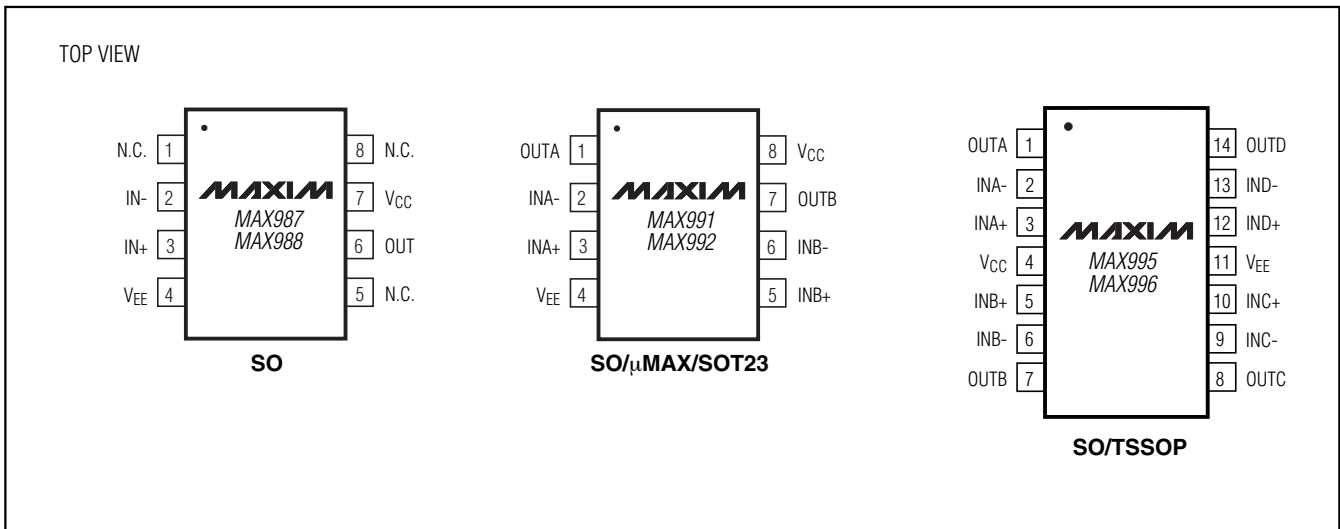 TOP VIEW
N.C. 1
IN- 2
IN+ 3
VEE 4
MAXIM
MAX987
MAX988
8 N.C.
7 VCC
6 OUT
5 N.C.
SO
OUTA 1
INA- 2
INA+ 3
VEE 4
MAXIM
MAX991
MAX992
8 VCC
7 OUTB
6 INB-
5 INB+
SO/μMAX/SOT23
OUTA 1
INA- 2
INA+ 3
VCC 4
INB+ 5
INB- 6
OUTB 7
MAXIM
MAX995
MAX996
14 OUTD
13 IND-
12 IND+
11 VEE
10 INC+
9 INC-
8 OUTC
SO/TSSOP